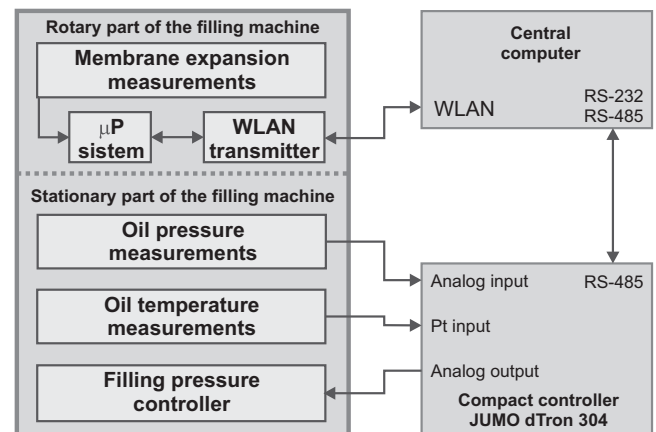 Rotary part of the filling machine
Membrane expansion
measurements
μP
sistem
WLAN
transmitter
Stationary part of the filling machine
Oil pressure
measurements
Oil temperature
measurements
Filling pressure
controller
Central
computer
WLAN
RS-232
RS-485
Analog input
RS-485
Pt input
Analog output
Compact controller
JUMO dTron 304